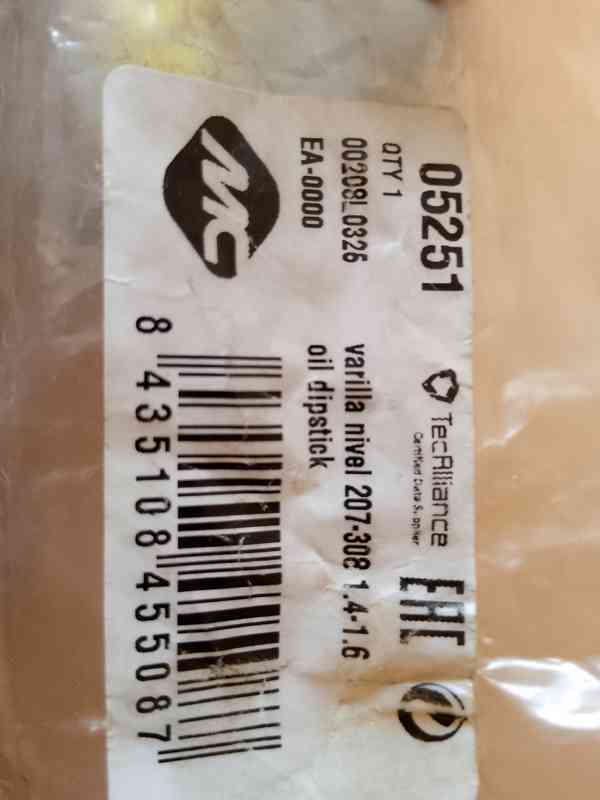 05251
TecAlliance
Certified Data Supplier
EAC
QTY 1
00208L0326
varilla nivel 207-308 1.4-1.6
EA-0000
oil dipstick
MC
8 435108 455087